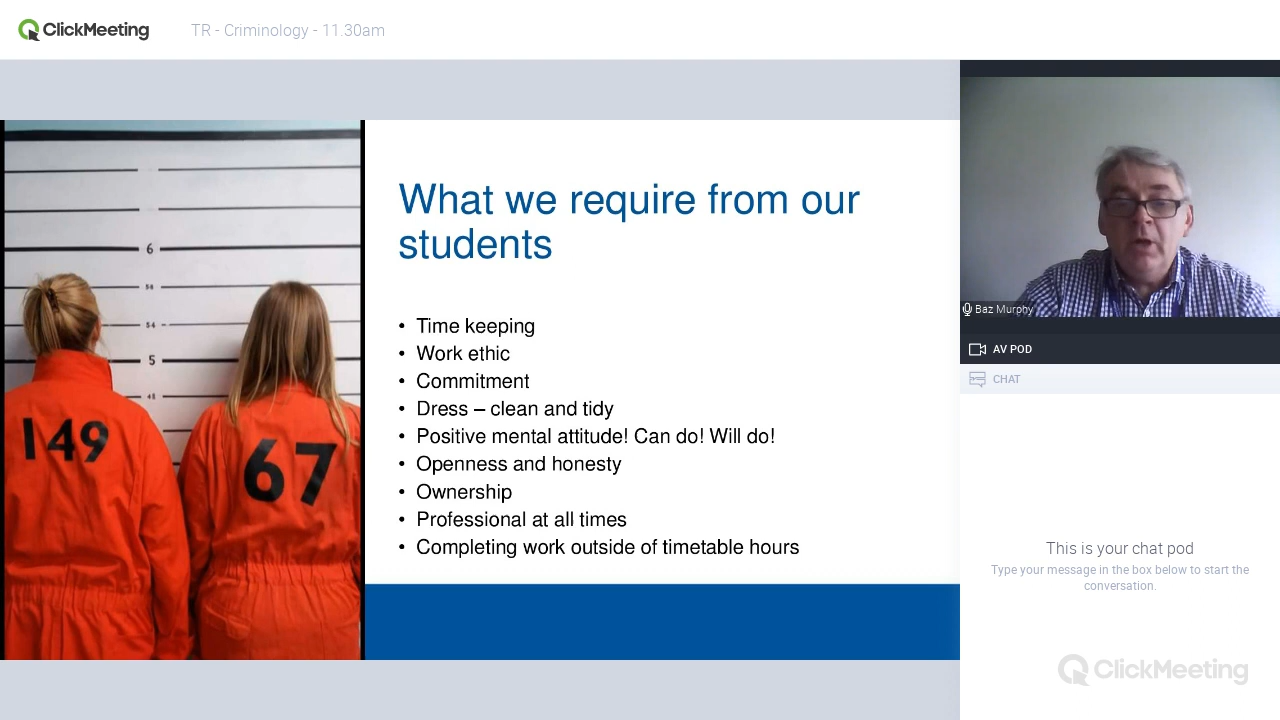 ClickMeeting
TR - Criminology - 11.30am
6
5
149
67
What we require from our
students
• Time keeping
• Work ethic
• Commitment
• Dress – clean and tidy
• Positive mental attitude! Can do! Will do!
• Openness and honesty
• Ownership
• Professional at all times
• Completing work outside of timetable hours
Baz Murphy
AV POD
CHAT
This is your chat pod
Type your message in the box below to start the
conversation.
ClickMeeting